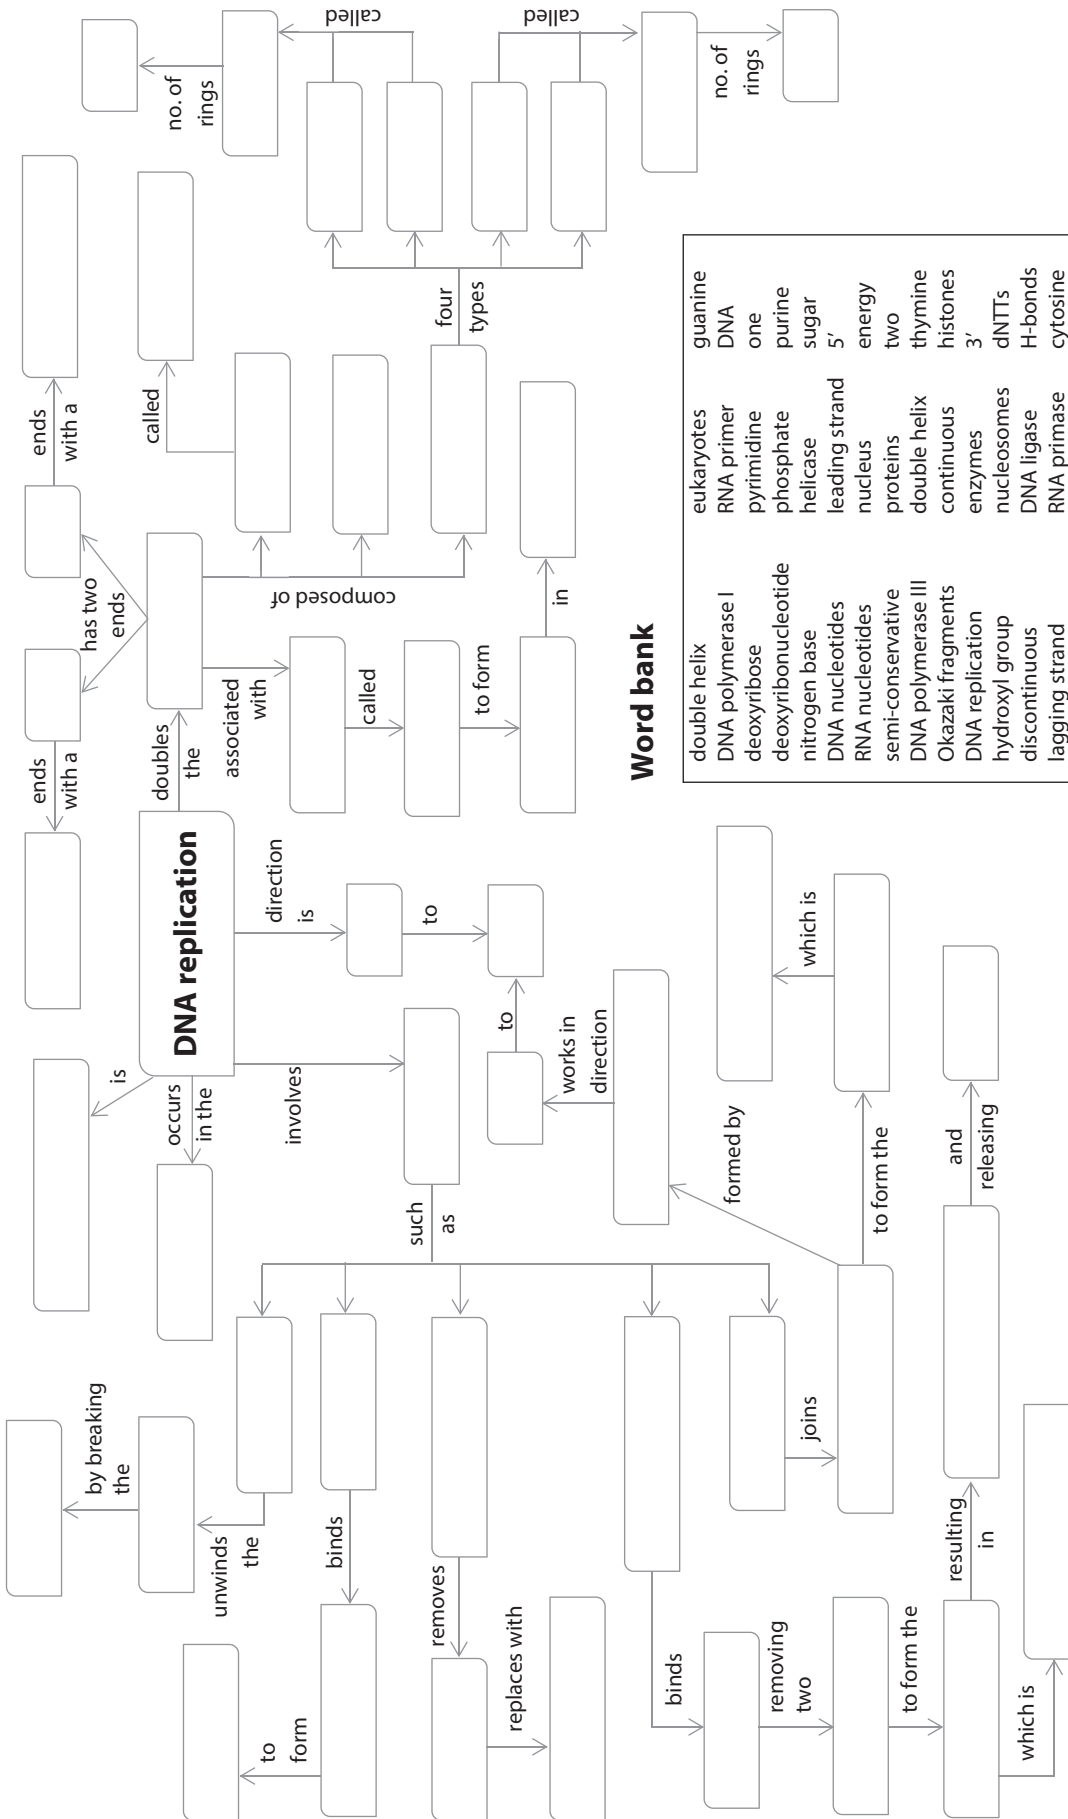 ends
with a
has two
ends
ends
with a
called
no. of
rings
called
called
no. of
rings
four
types
composed of
in
doubles
the
associated
with
called
to form
DNA replication
is
occurs
in the
involves
direction
is
to
to
works in
direction
such
as
by breaking
the
unwinds
the
binds
to
form
removes
replaces with
binds
removing
two
to form the
which is
resulting
in
and
releasing
joins
formed by
to form the
which is
Word bank
double helix
DNA polymerase I
deoxyribose
deoxyribonucleotide
nitrogen base
DNA nucleotides
RNA nucleotides
semi-conservative
DNA polymerase III
Okazaki fragments
DNA replication
hydroxyl group
discontinuous
lagging strand
eukaryotes
RNA primer
pyrimidine
phosphate
helicase
leading strand
nucleus
proteins
double helix
continuous
enzymes
nucleosomes
DNA ligase
RNA primase
guanine
DNA
one
purine
sugar
5′
energy
two
thymine
histones
3′
dNTTs
H-bonds
cytosine